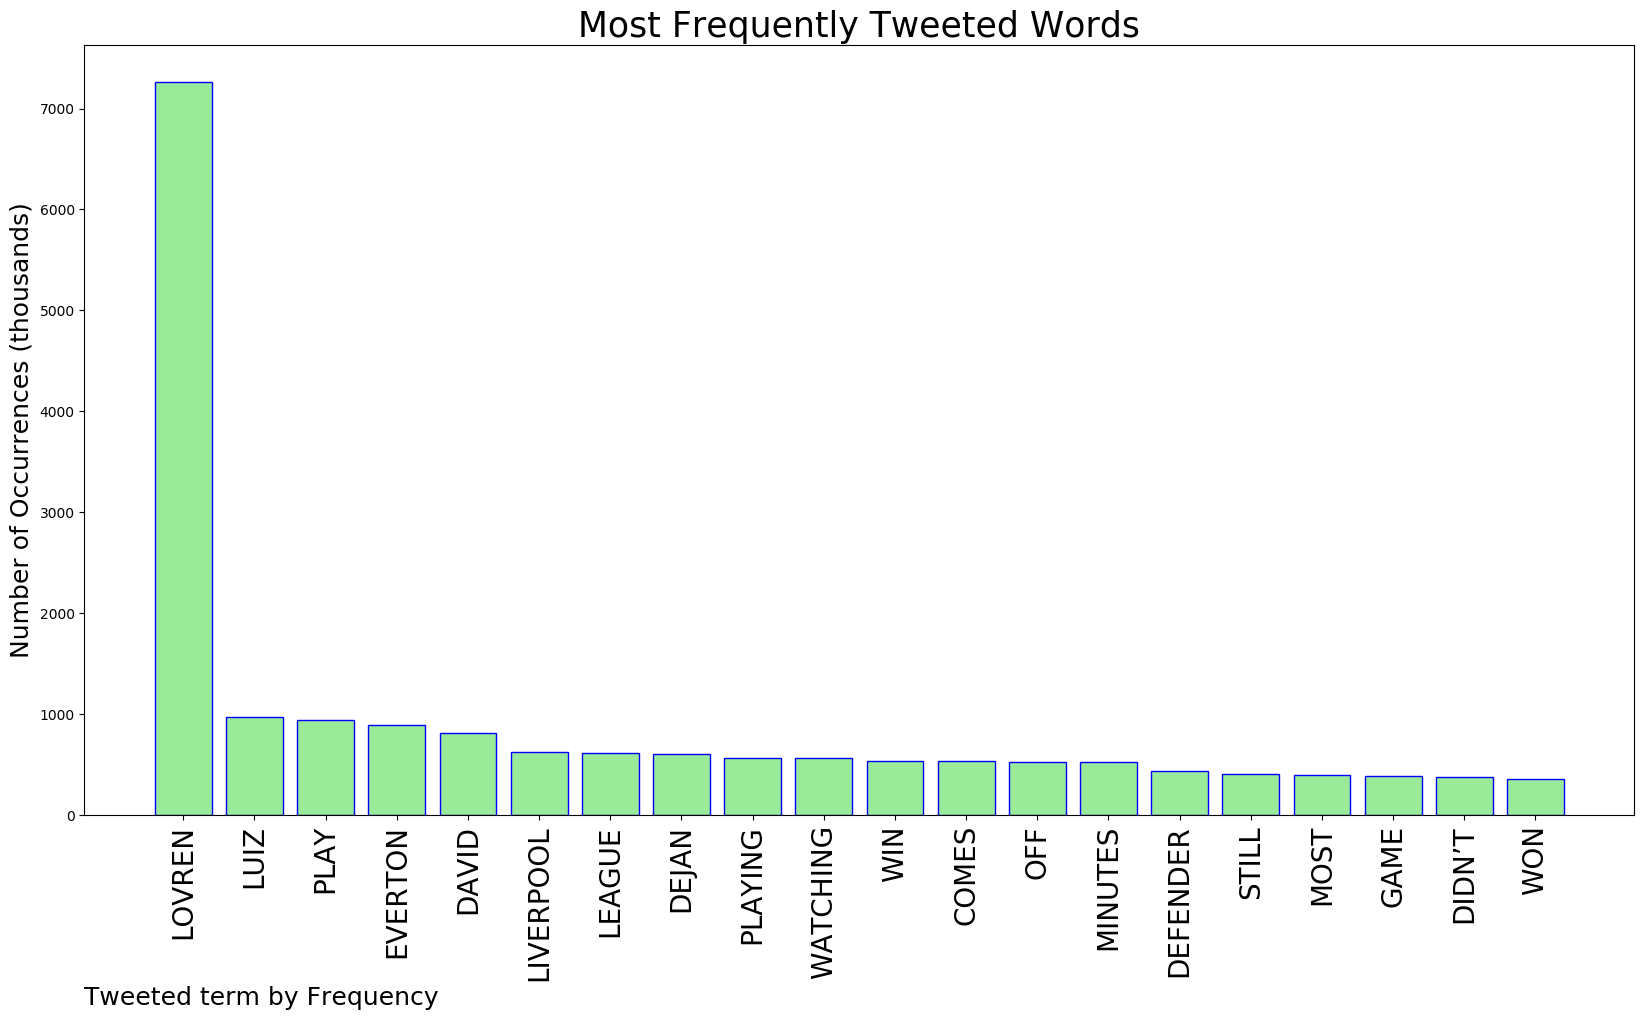 Most Frequently Tweeted Words
Number of Occurrences (thousands)
7000
6000
5000
4000
3000
2000
1000
0
LOVREN
LUIZ
PLAY
EVERTON
DAVID
LIVERPOOL
LEAGUE
DEJAN
PLAYING
WATCHING
WIN
COMES
OFF
MINUTES
DEFENDER
STILL
MOST
GAME
DIDN’T
WON
Tweeted term by Frequency